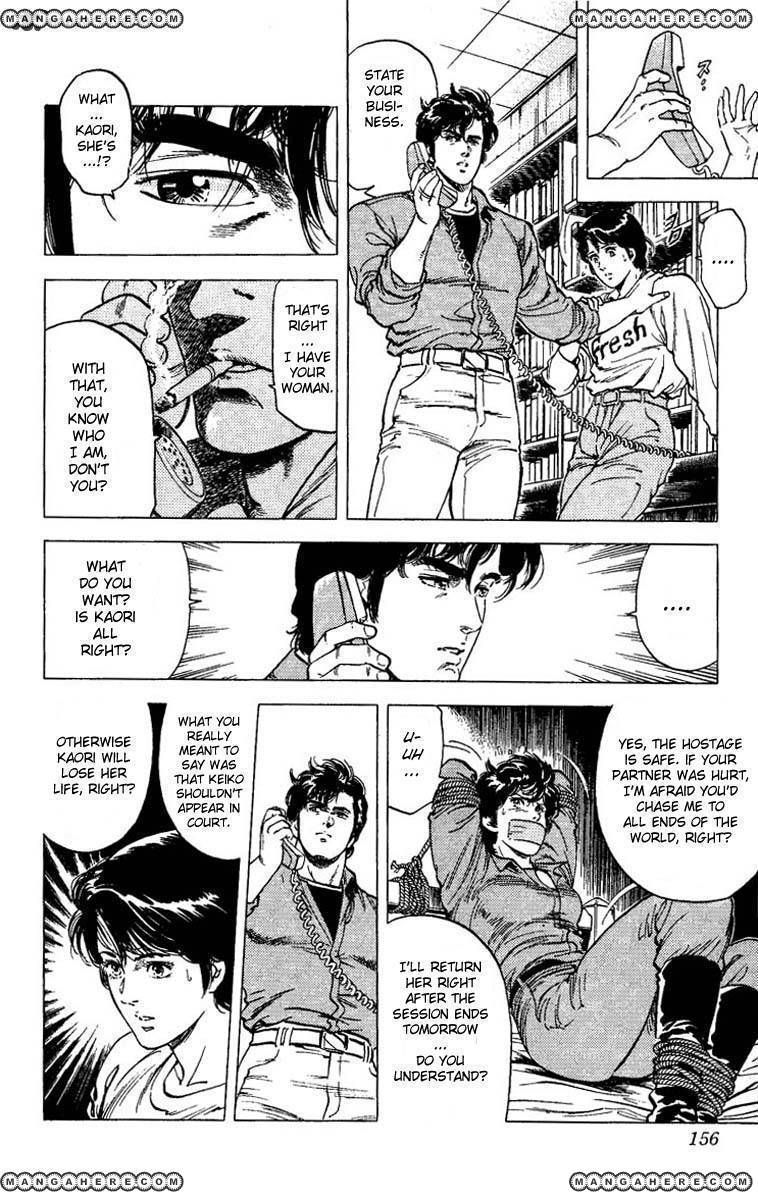 MANGAHERE.COM
MANGAHERE.COM
ス…
STATE
YOUR
BUSI-
NESS.
....
fresh
WHAT
...
KAORI,
SHE'S
...!?
THAT'S
RIGHT
...
I HAVE
YOUR
WOMAN.
WITH
THAT,
YOU
KNOW
WHO
I AM,
DON'T
YOU?
....
WHAT
DO YOU
WANT?
IS KAORI
ALL
RIGHT?
YES, THE HOSTAGE
IS SAFE. IF YOUR
PARTNER WAS HURT,
I'M AFRAID YOU'D
CHASE ME TO
ALL ENDS OF
THE WORLD, RIGHT?
U-
UH
...
I'LL RETURN
HER RIGHT
AFTER THE
SESSION ENDS
TOMORROW
...
DO YOU
UNDERSTAND?
WHAT YOU
REALLY
MEANT TO
SAY WAS
THAT KEIKO
SHOULDN'T
APPEAR IN
COURT.
OTHERWISE
KAORI WILL
LOSE HER
LIFE, RIGHT?
156
MANGAHERE.COM
MANGAHERE.COM